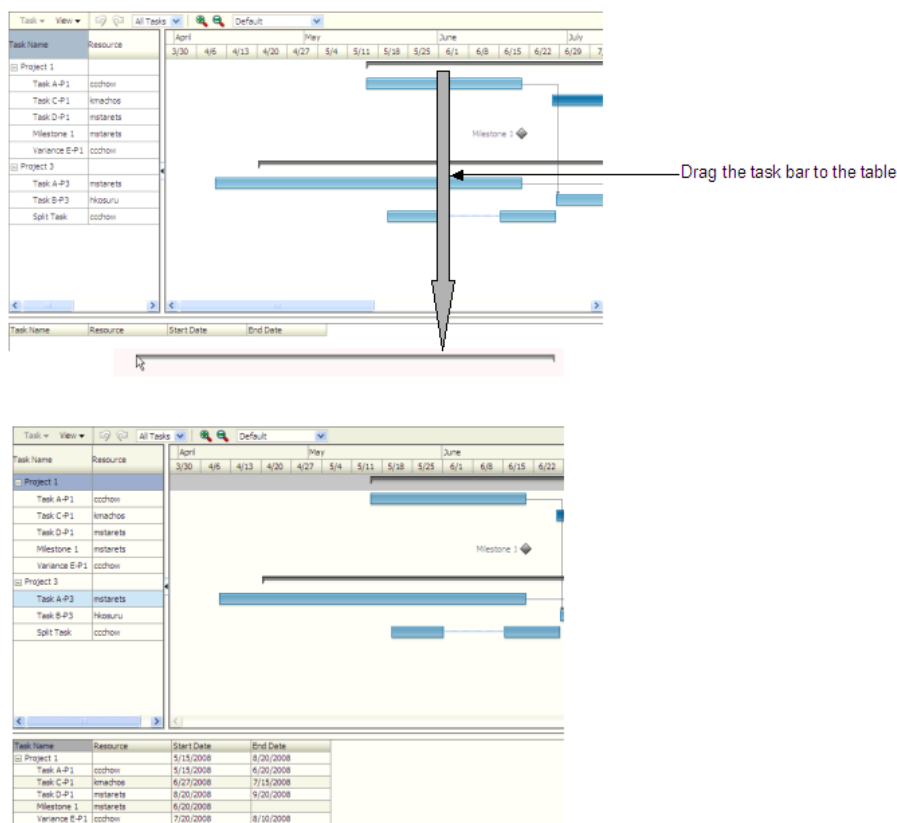 Task View All Tasks Default
Task Name Resource April May June July
3/30 4/6 4/13 4/20 4/27 5/4 5/11 5/18 5/25 6/1 6/8 6/15 6/22 6/29 7
Project 1
Task A-P1 ccchow
Task C-P1 kmachos
Task D-P1 mstarets
Milestone 1 mstarets Milestone 1
Variance E-P1 ccchow
Project 3
Drag the task bar to the table
Task A-P3 mstarets
Task B-P3 hkosuru
Split Task ccchow
Task Name Resource Start Date End Date
Task View All Tasks Default
Task Name Resource April May June
3/30 4/6 4/13 4/20 4/27 5/4 5/11 5/18 5/25 6/1 6/8 6/15 6/22
Project 1
Task A-P1 ccchow
Task C-P1 kmachos
Task D-P1 mstarets
Milestone 1 mstarets Milestone 1
Variance E-P1 ccchow
Project 3
Task A-P3 mstarets
Task B-P3 hkosuru
Split Task ccchow
Task Name Resource Start Date End Date
Project 1 5/15/2008 8/20/2008
Task A-P1 ccchow 5/15/2008 6/20/2008
Task C-P1 kmachos 6/27/2008 7/15/2008
Task D-P1 mstarets 8/20/2008 9/20/2008
Milestone 1 mstarets 6/20/2008
Variance E-P1 ccchow 7/20/2008 8/10/2008